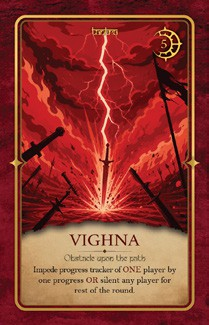 5
VIGHNA
Obstacle upon the path
Impede progress tracker of ONE player by
one progress OR silent any player for
rest of the round.